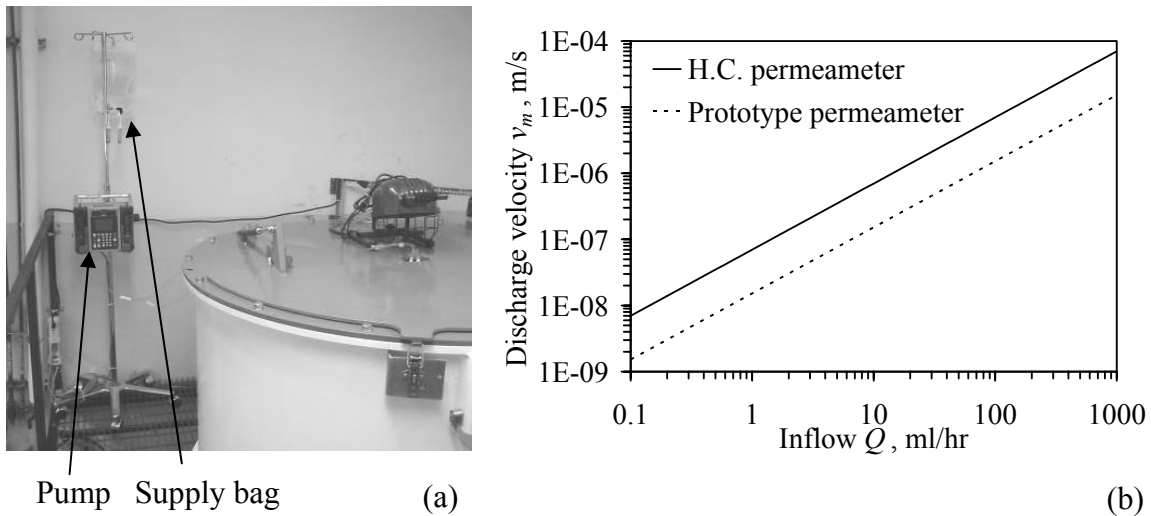 Pump
Supply bag
(a)
1E-04
1E-05
1E-06
1E-07
1E-08
1E-09
Discharge velocity vm, m/s
H.C. permeameter
Prototype permeameter
0.1
1
10
100
1000
Inflow Q, ml/hr
(b)